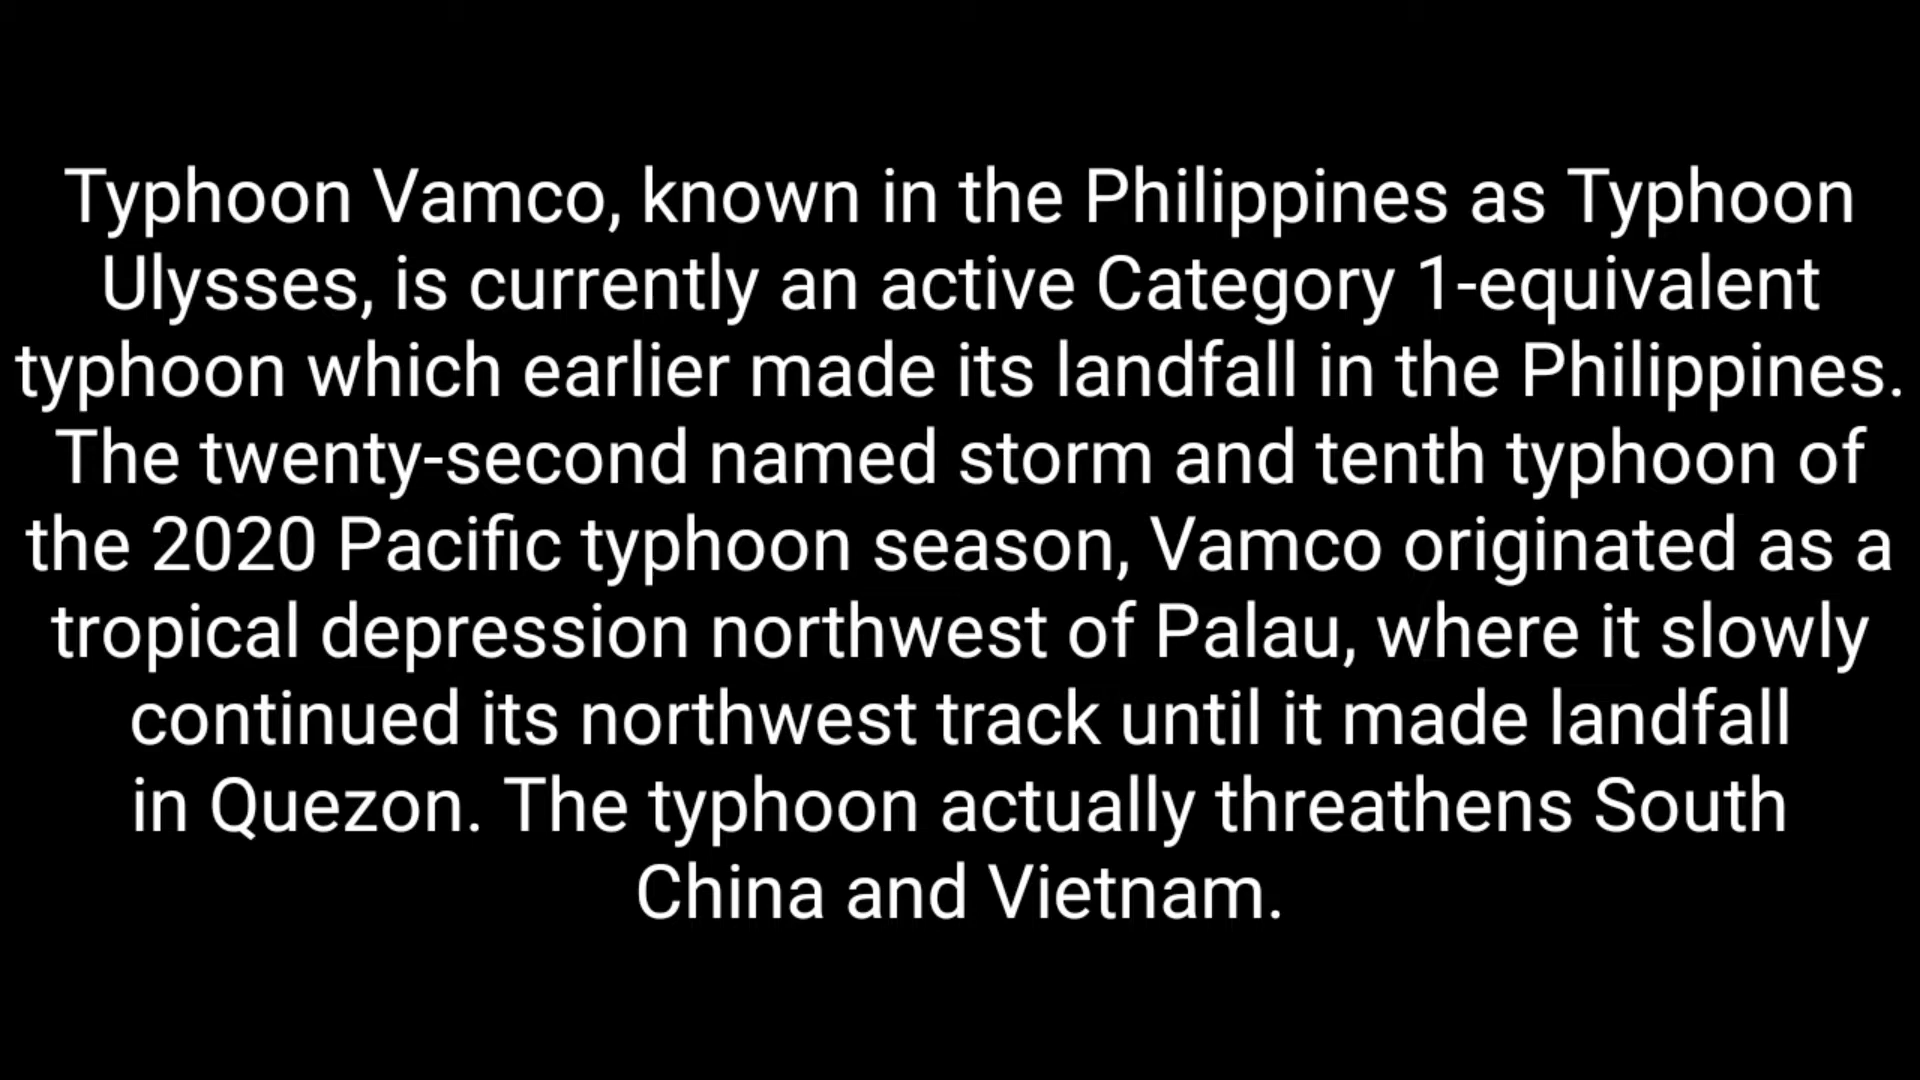 Typhoon Vamco, known in the Philippines as Typhoon
Ulysses, is currently an active Category 1-equivalent
typhoon which earlier made its landfall in the Philippines.
The twenty-second named storm and tenth typhoon of
the 2020 Pacific typhoon season, Vamco originated as a
tropical depression northwest of Palau, where it slowly
continued its northwest track until it made landfall
in Quezon. The typhoon actually threathens South
China and Vietnam.